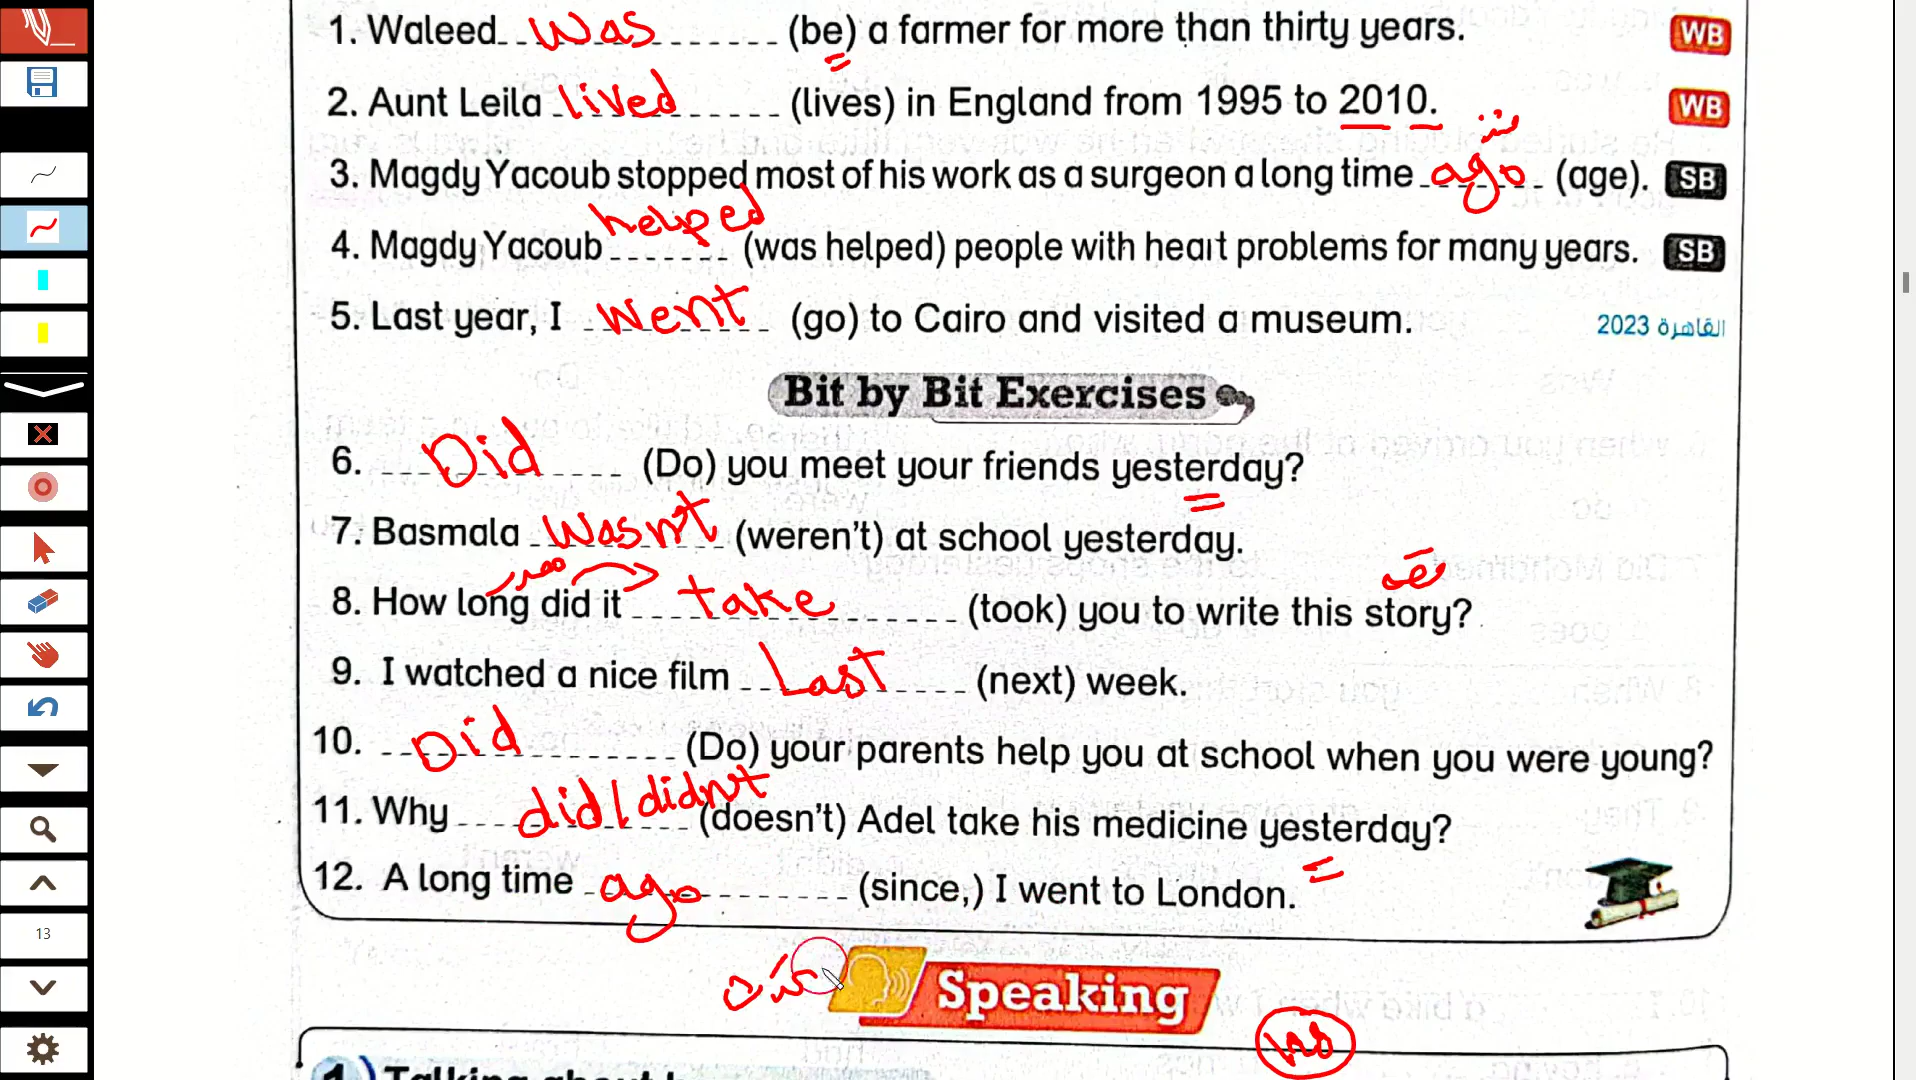 1. Waleed was (be) a farmer for more than thirty years. WB
2. Aunt Leila lived (lives) in England from 1995 to 2010. WB
3. Magdy Yacoub stopped most of his work as a surgeon a long time ago (age). SB
helped
4. Magdy Yacoub (was helped) people with heart problems for many years. SB
5. Last year, I went (go) to Cairo and visited a museum. القاهرة 2023
Bit by Bit Exercises
6. Did (Do) you meet your friends yesterday?
7. Basmala wasn't (weren't) at school yesterday.
8. How long did it take (took) you to write this story?
9. I watched a nice film Last (next) week.
10. Did (Do) your parents help you at school when you were young?
11. Why did/didn't (doesn't) Adel take his medicine yesterday?
12. A long time ago (since,) I went to London.
Speaking
13